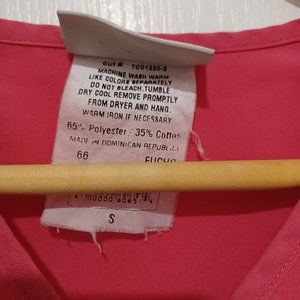 CUT # TC01330-2
MACHINE WASH WARM
LIKE COLORS SEPARATELY
DO NOT BLEACH.TUMBLE
DRY COOL REMOVE PROMPTLY
FROM DRYER AND HANG.
WARM IRON IF NECESSARY
65% Polyester / 35% Cotton
MADE IN DOMINICAN REPUBLIC
66
S